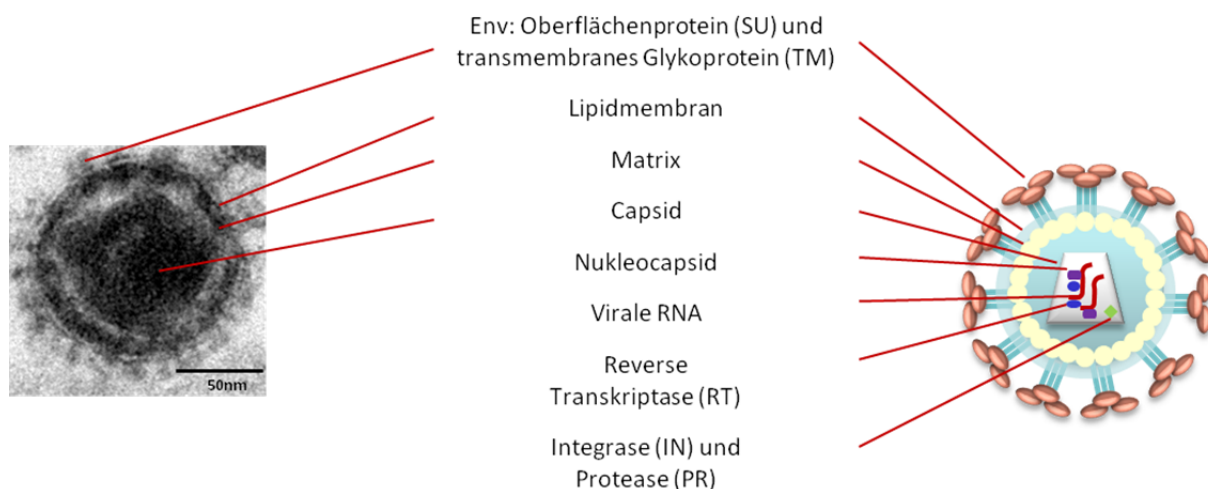 Env: Oberflächenprotein (SU) und
transmembranes Glykoprotein (TM)
Lipidmembran
Matrix
Capsid
Nukleocapsid
Virale RNA
Reverse
Transkriptase (RT)
Integrase (IN) und
Protease (PR)
50nm